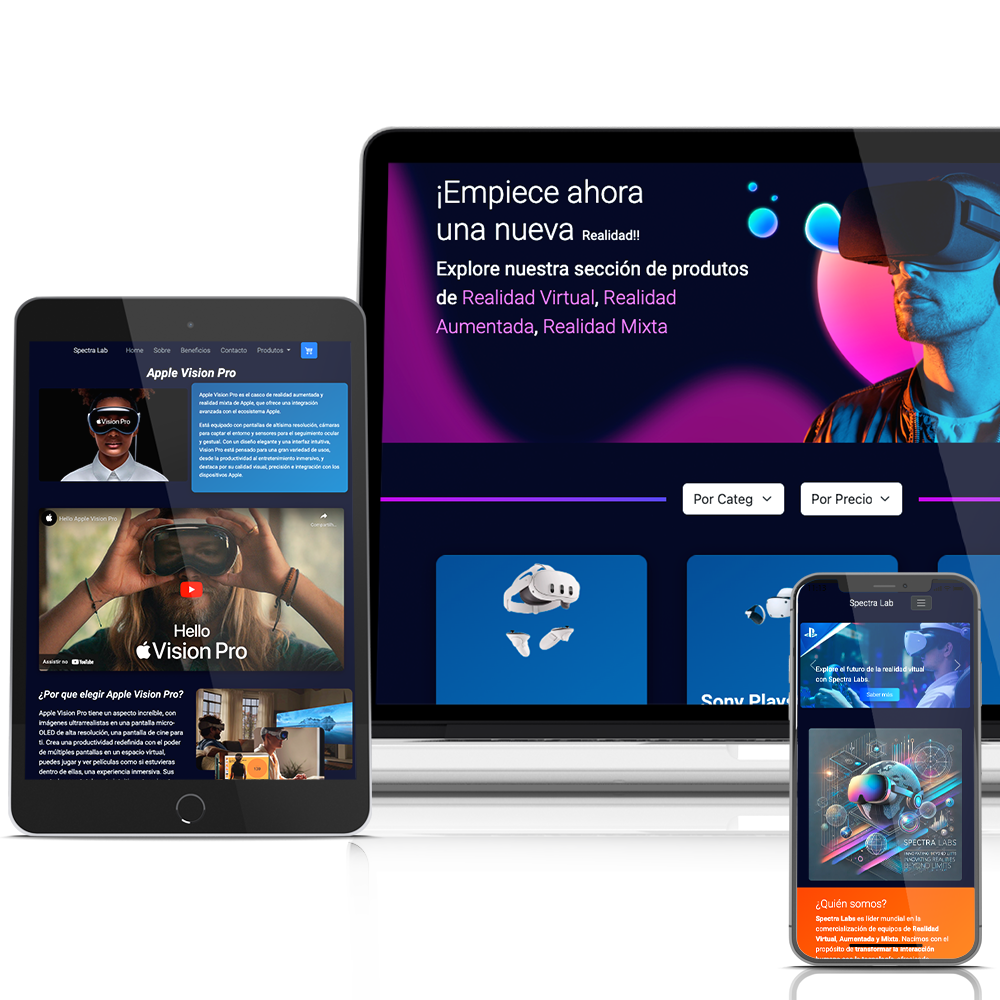 ¡Empiece ahora
una nueva Realidad!!
Explore nuestra sección de produtos
de Realidad Virtual, Realidad
Aumentada, Realidad Mixta
Por Categ
Por Precio
Sony Plays
Spectra Lab Home Sobre Beneficios Contacto Produtos
Apple Vision Pro
Vision Pro
Apple Vision Pro es el casco de realidad aumentada y
realidad mixta de Apple, que ofrece una integración
avanzada con el ecosistema Apple.
Está equipado con pantallas de altísima resolución, cámaras
para captar el entorno y sensores para el seguimiento ocular
y gestual. Con un diseño elegante y una interfaz intuitiva,
Vision Pro está pensado para una gran variedad de usos,
desde la productividad al entretenimiento inmersivo, y
destaca por su calidad visual, precisión e integración con los
dispositivos Apple.
Hello Apple Vision Pro
Compartilh...
Hello
Vision Pro
Assistir no YouTube
¿Por que elegir Apple Vision Pro?
Apple Vision Pro tiene un aspecto increíble, con
imágenes ultrarrealistas en una pantalla micro-
OLED de alta resolución, una pantalla de cine para
ti. Crea una productividad redefinida con el poder
de múltiples pantallas en un espacio virtual,
puedes jugar y ver películas como si estuvieras
dentro de ellas, una experiencia inmersiva. Sus
Spectra Lab
Explore el futuro de la realidad vitual
con Spectra Labs.
Saber más
SPECTRA LABS
BEYOND LIMITS
¿Quién somos?
Spectra Labs es líder mundial en la
comercialización de equipos de Realidad
Virtual, Aumentada y Mixta. Nacimos con el
propósito de transformar la interacción